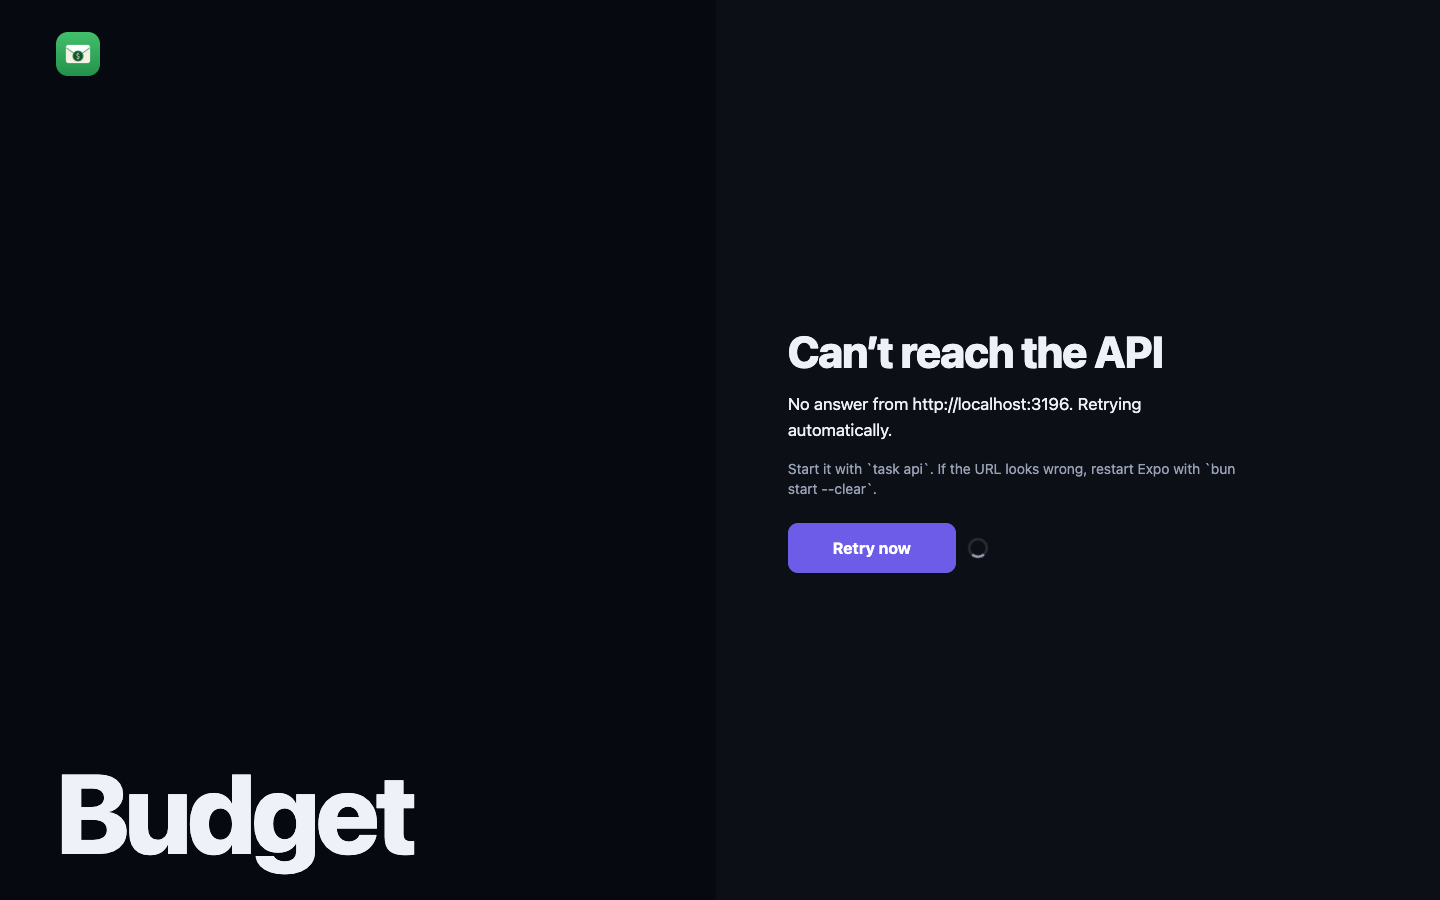 Can’t reach the API
No answer from http://localhost:3196. Retrying
automatically.
Start it with `task api`. If the URL looks wrong, restart Expo with `bun
start --clear`.
Retry now
Budget